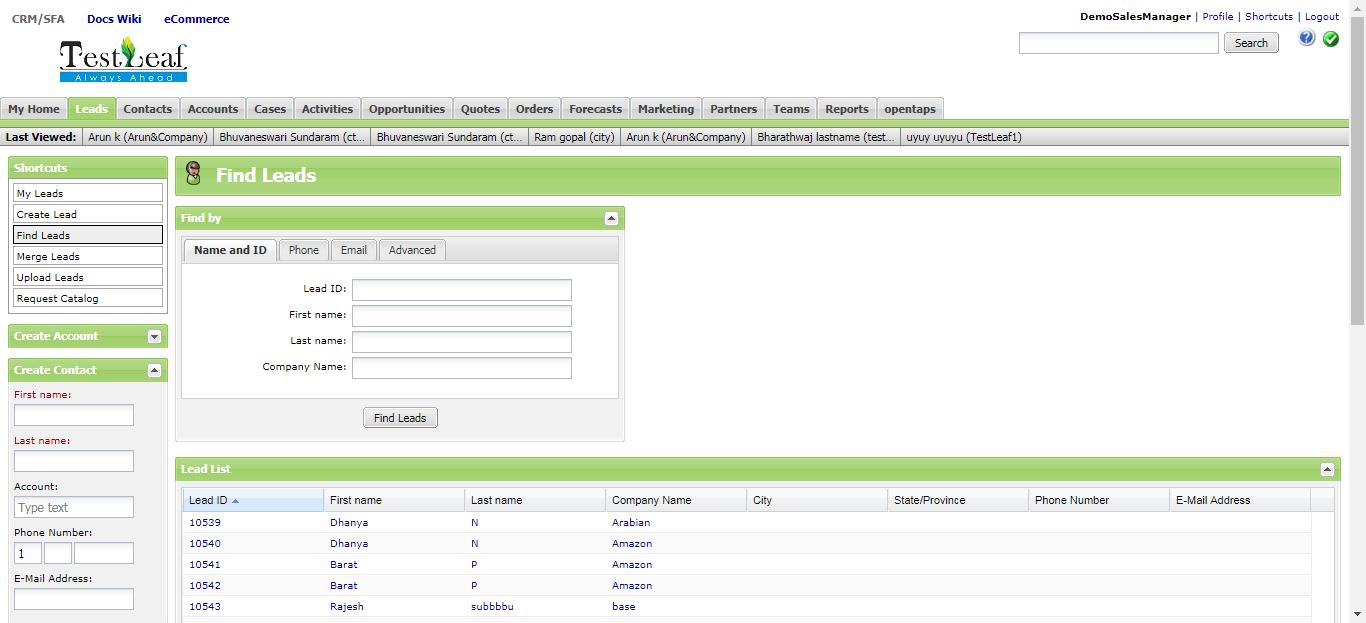 CRM/SFA Docs Wiki eCommerce
DemoSalesManager | Profile | Shortcuts | Logout
TestLeaf
Always Ahead
Search
?
My Home Leads Contacts Accounts Cases Activities Opportunities Quotes Orders Forecasts Marketing Partners Teams Reports opentaps
Last Viewed: Arun k (Arun&Company) Bhuvaneswari Sundaram (ct... Bhuvaneswari Sundaram (ct... Ram gopal (city) Arun k (Arun&Company) Bharathwaj lastname (test... uyuy uyuyu (TestLeaf1)
Shortcuts
My Leads
Create Lead
Find Leads
Merge Leads
Upload Leads
Request Catalog
Create Account
Create Contact
First name:
Last name:
Account:
Type text
Phone Number:
1
E-Mail Address:
Find Leads
Find by
Name and ID Phone Email Advanced
Lead ID:
First name:
Last name:
Company Name:
Find Leads
Lead List
Lead ID First name Last name Company Name City State/Province Phone Number E-Mail Address
10539 Dhanya N Arabian
10540 Dhanya N Amazon
10541 Barat P Amazon
10542 Barat P Amazon
10543 Rajesh subbbbu base